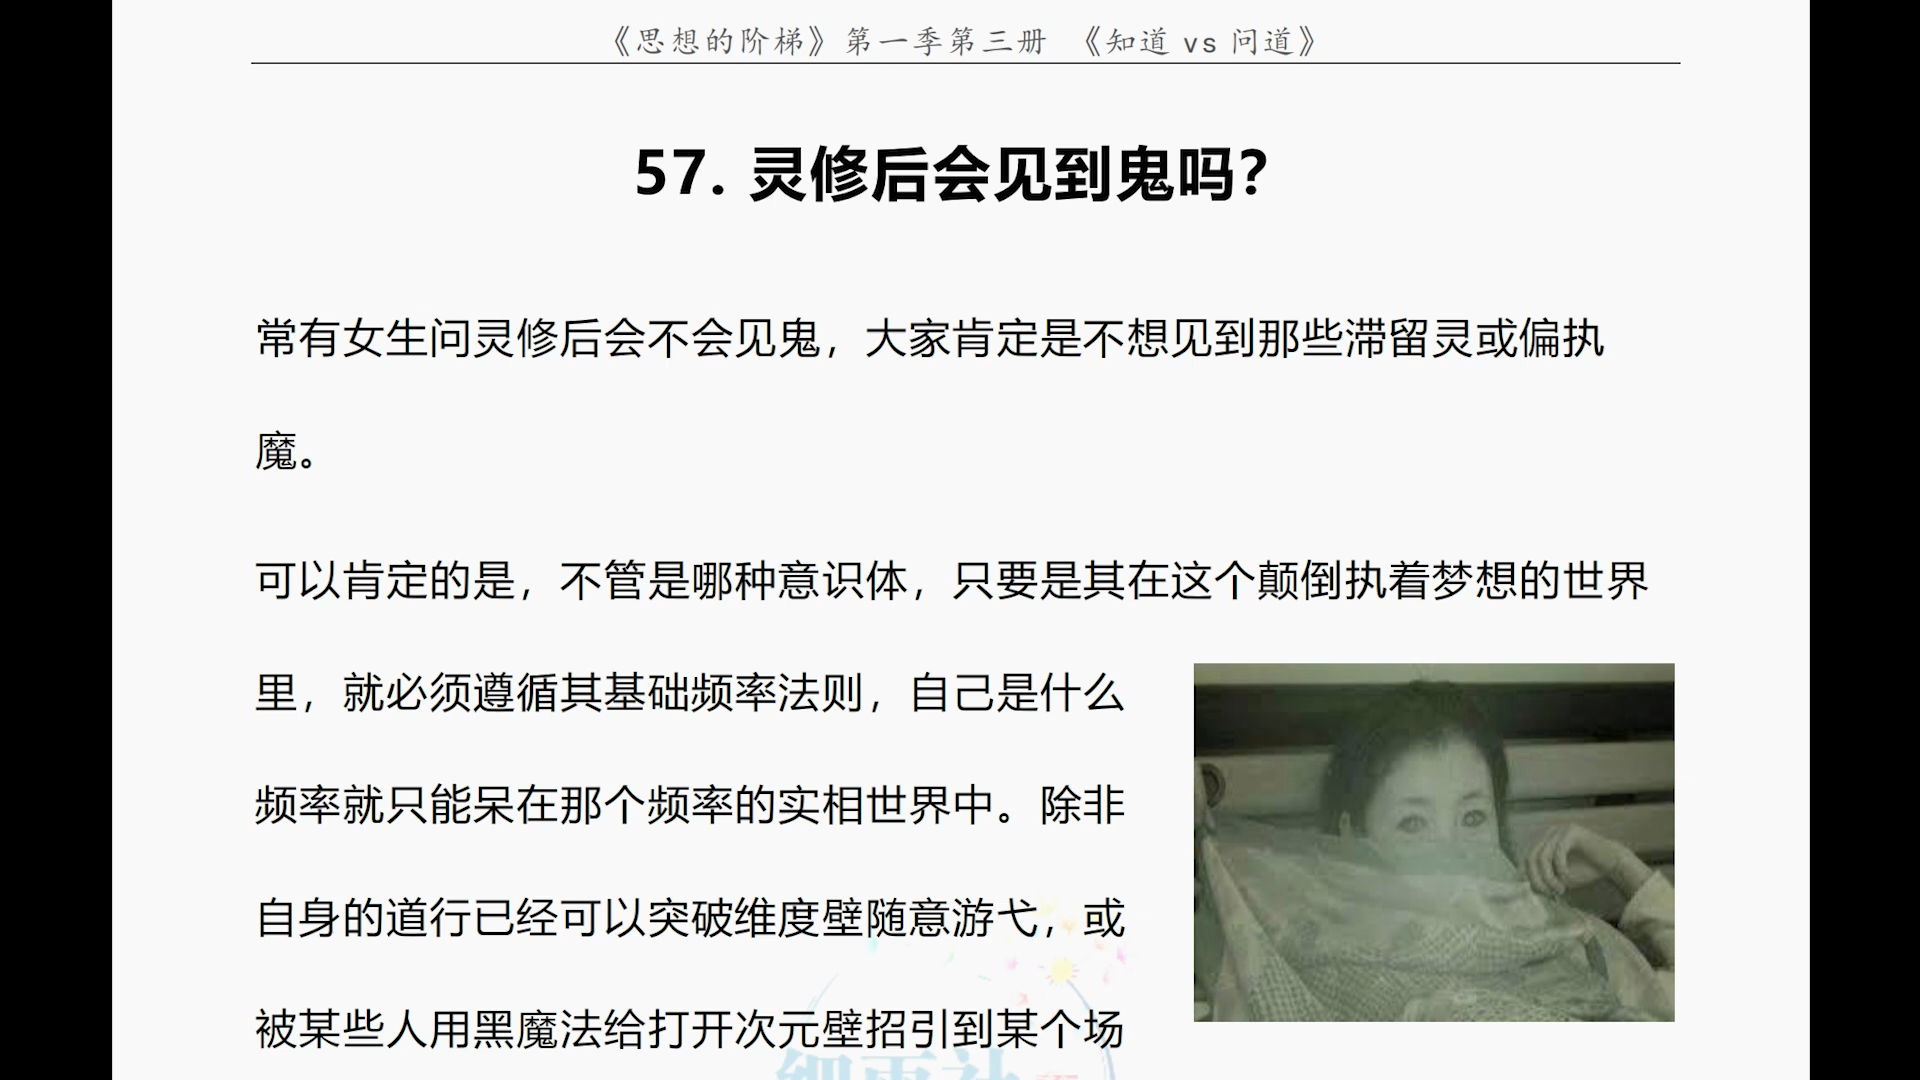 《思想的阶梯》第一季第三册 《知道 vs 问道》
57. 灵修后会见到鬼吗？
常有女生问灵修后会不会见鬼，大家肯定是不想见到那些滞留灵或偏执
魔。
可以肯定的是，不管是哪种意识体，只要是其在这个颠倒执着梦想的世界
里，就必须遵循其基础频率法则，自己是什么
频率就只能呆在那个频率的实相世界中。除非
自身的道行已经可以突破维度壁随意游弋，或
被某些人用黑魔法给打开次元壁招引到某个场